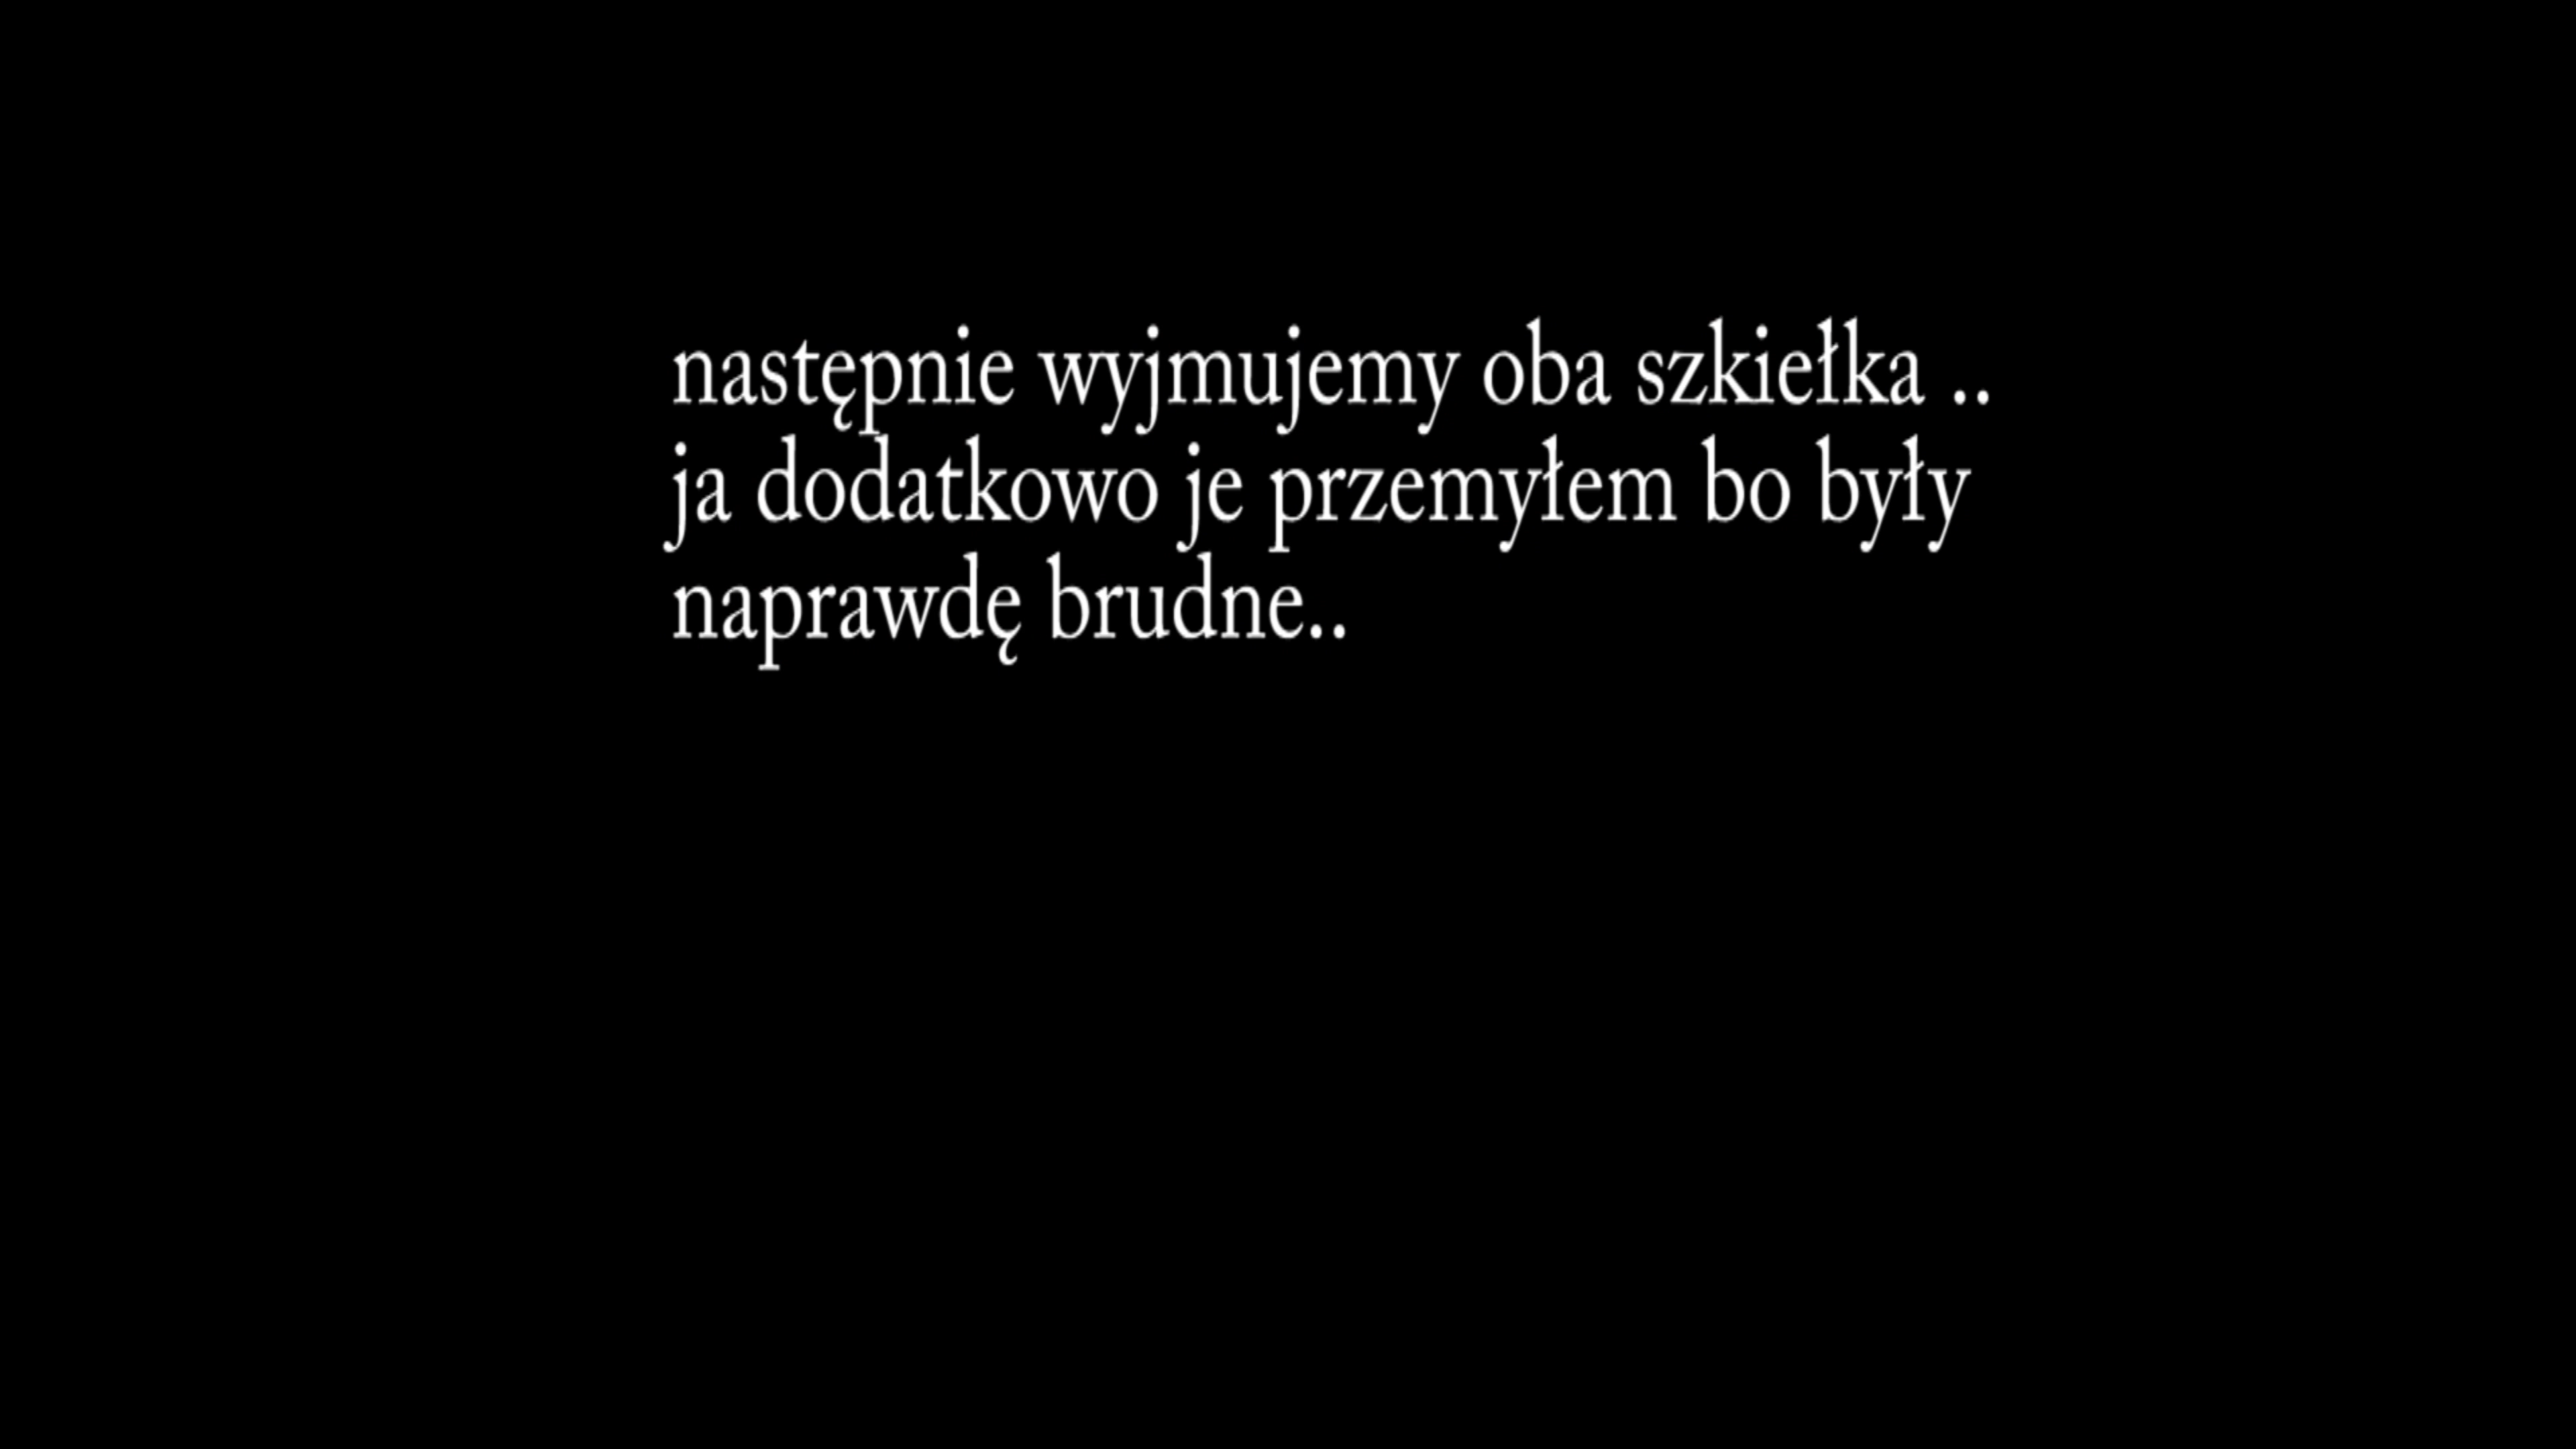 następnie wyjmujemy oba szkiełka ..
ja dodatkowo je przemyłem bo były
naprawdę brudne..